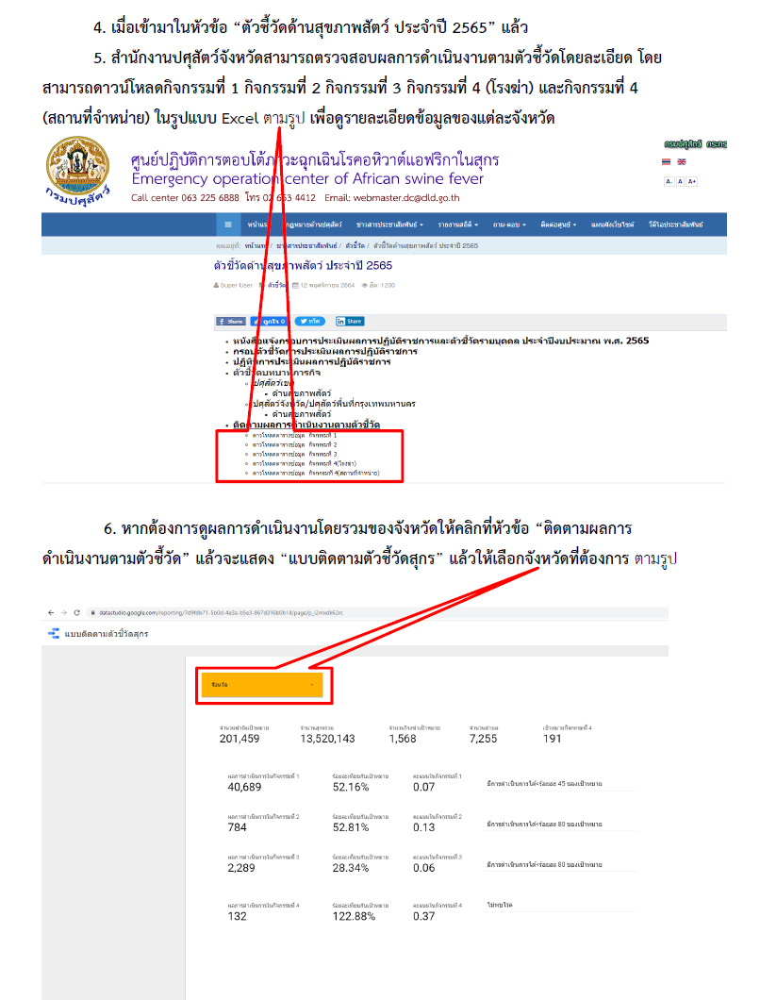 4. เมื่อเข้ามาในหัวข้อ “ตัวชี้วัดด้านสุขภาพสัตว์ ประจำปี 2565” แล้ว
5. สำนักงานปศุสัตว์จังหวัดสามารถตรวจสอบผลการดำเนินงานตามตัวชี้วัดโดยละเอียด โดย
สามารถดาวน์โหลดกิจกรรมที่ 1 กิจกรรมที่ 2 กิจกรรมที่ 3 กิจกรรมที่ 4 (โรงฆ่า) และกิจกรรมที่ 4
(สถานที่จำหน่าย) ในรูปแบบ Excel ตามรูป เพื่อดูรายละเอียดข้อมูลของแต่ละจังหวัด
กรมปศุสัตว์
ศูนย์ปฏิบัติการตอบโต้ภาวะฉุกเฉินโรคอหิวาต์แอฟริกาในสุกร
Emergency operation center of African swine fever
Call center 063 225 6888 โทร 02 653 4412 Email: webmaster.dc@dld.go.th
กรมปศุสัตว์
A- A A+
หน้าแรก กฎหมายด้านปศุสัตว์ ข่าวสารประชาสัมพันธ์ รายงานสถิติ ถาม-ตอบ ติดต่อศูนย์ แผนผังเว็บไซต์ วีดีโอประชาสัมพันธ์
คุณอยู่ที่: หน้าแรก / ข่าวสารประชาสัมพันธ์ / ตัวชี้วัด / ตัวชี้วัดด้านสุขภาพสัตว์ ประจำปี 2565
ตัวชี้วัดด้านสุขภาพสัตว์ ประจำปี 2565
Super User ตัวชี้วัด 12 พฤศจิกายน 2564 ฮิต: 1230
Share ถูกใจ 0 ทวีต Share
หนังสือแจ้งกรอบการประเมินผลการปฏิบัติราชการและตัวชี้วัดรายบุคคล ประจำปีงบประมาณ พ.ศ. 2565
กรอบตัวชี้วัดการประเมินผลการปฏิบัติราชการ
ปฏิทินการประเมินผลการปฏิบัติราชการ
ตัวชี้วัดบทบาทภารกิจ
ปศุสัตว์เขต
ด้านสุขภาพสัตว์
ปศุสัตว์จังหวัด/ปศุสัตว์พื้นที่กรุงเทพมหานคร
ด้านสุขภาพสัตว์
ติดตามผลการดำเนินงานตามตัวชี้วัด
ดาวโหลดตารางข้อมูล กิจกรรมที่ 1
ดาวโหลดตารางข้อมูล กิจกรรมที่ 2
ดาวโหลดตารางข้อมูล กิจกรรมที่ 3
ดาวโหลดตารางข้อมูล กิจกรรมที่ 4(โรงฆ่า)
ดาวโหลดตารางข้อมูล กิจกรรมที่ 4(สถานที่จำหน่าย)
6. หากต้องการดูผลการดำเนินงานโดยรวมของจังหวัดให้คลิกที่หัวข้อ “ติดตามผลการ
ดำเนินงานตามตัวชี้วัด” แล้วจะแสดง “แบบติดตามตัวชี้วัดสุกร” แล้วให้เลือกจังหวัดที่ต้องการ ตามรูป
แบบติดตามตัวชี้วัดสุกร
จังหวัด
จำนวนฟาร์มเป้าหมาย จำนวนสุกรรวม จำนวนโรงฆ่าเป้าหมาย จำนวนตำบล เป้าหมายกิจกรรมที่ 4
201,459 13,520,143 1,568 7,255 191
ผลการดำเนินการในกิจกรรมที่ 1 ร้อยละเทียบกับเป้าหมาย คะแนนในกิจกรรมที่ 1
40,689 52.16% 0.07 มีการดำเนินการได้<ร้อยละ 45 ของเป้าหมาย
ผลการดำเนินการในกิจกรรมที่ 2 ร้อยละเทียบกับเป้าหมาย คะแนนในกิจกรรมที่ 2
784 52.81% 0.13 มีการดำเนินการได้<ร้อยละ 80 ของเป้าหมาย
ผลการดำเนินการในกิจกรรมที่ 3 ร้อยละเทียบกับเป้าหมาย คะแนนในกิจกรรมที่ 3
2,289 28.34% 0.06 มีการดำเนินการได้<ร้อยละ 80 ของเป้าหมาย
ผลการดำเนินการในกิจกรรมที่ 4 ร้อยละเทียบกับเป้าหมาย คะแนนในกิจกรรมที่ 4
132 122.88% 0.37 ไม่พบโรค